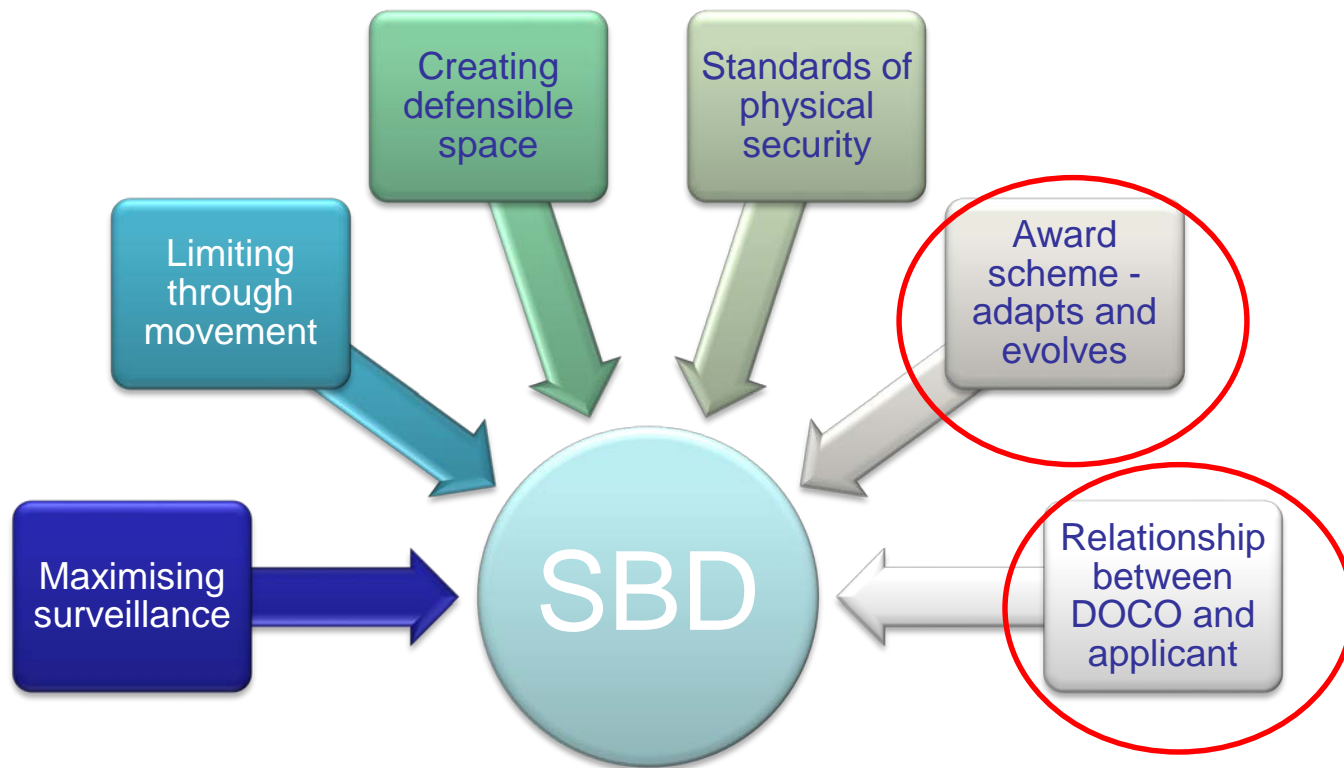 Creating
defensible
space
Standards of
physical
security
Limiting
through
movement
Award
scheme -
adapts and
evolves
Maximising
surveillance
SBD
Relationship
between
DOCO and
applicant